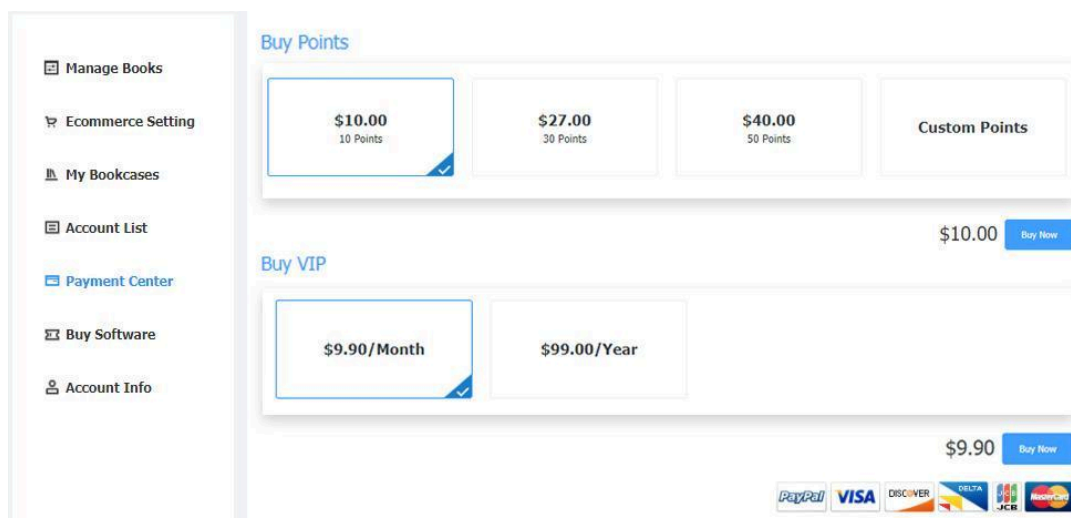 Manage Books
Ecommerce Setting
My Bookcases
Account List
Payment Center
Buy Software
Account Info
Buy Points
$10.00
10 Points
$27.00
30 Points
$40.00
50 Points
Custom Points
$10.00 Buy Now
Buy VIP
$9.90/Month
$99.00/Year
$9.90 Buy Now
PayPal VISA DISCOVER DELTA JCB JCB MasterCard